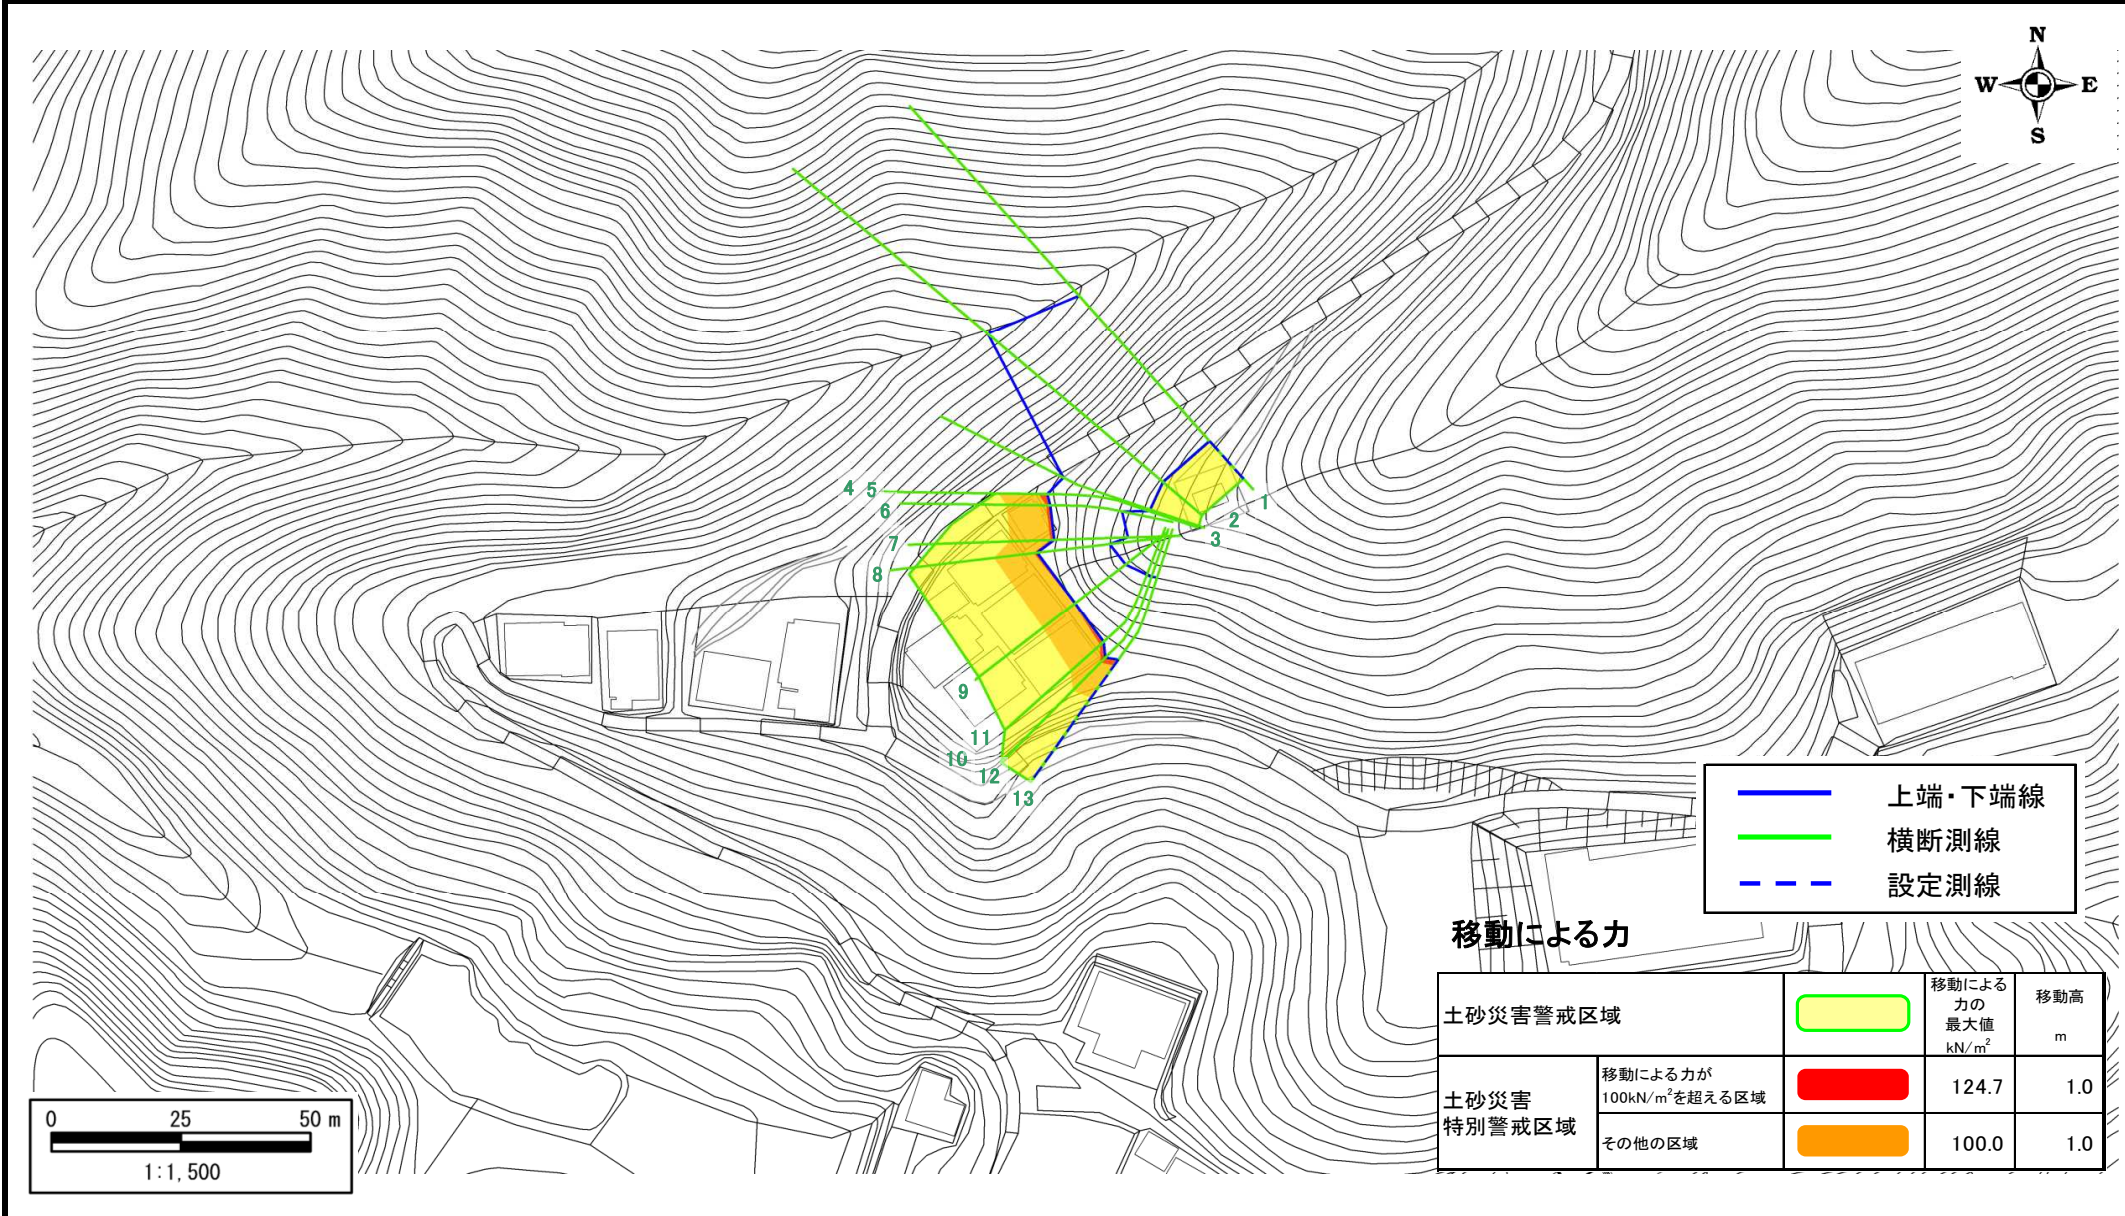 N
W E
S
4 5
6
7
8
1
2
3
9
11
10
12
13
上端・下端線
横断測線
設定測線
移動による力
土砂災害警戒区域
移動による
力の
最大値
kN/m²
移動高
m
土砂災害
特別警戒区域
移動による力が
100kN/m²を超える区域
124.7
1.0
その他の区域
100.0
1.0
0 25 50 m
1:1,500